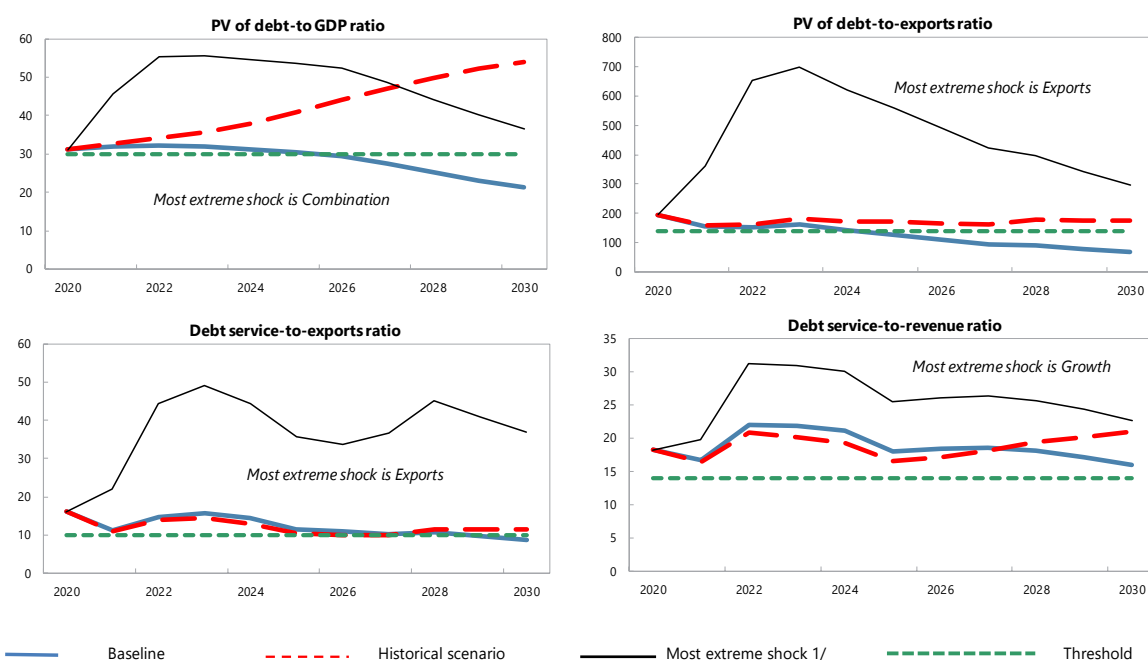 PV of debt-to GDP ratio
60
50
40
30
20
10
0
Most extreme shock is Combination
2020 2022 2024 2026 2028 2030
PV of debt-to-exports ratio
800
700
600
500
400
300
200
100
0
Most extreme shock is Exports
2020 2022 2024 2026 2028 2030
Debt service-to-exports ratio
60
50
40
30
20
10
0
Most extreme shock is Exports
2020 2022 2024 2026 2028 2030
Debt service-to-revenue ratio
35
30
25
20
15
10
5
0
Most extreme shock is Growth
2020 2022 2024 2026 2028 2030
Baseline Historical scenario Most extreme shock 1/ Threshold